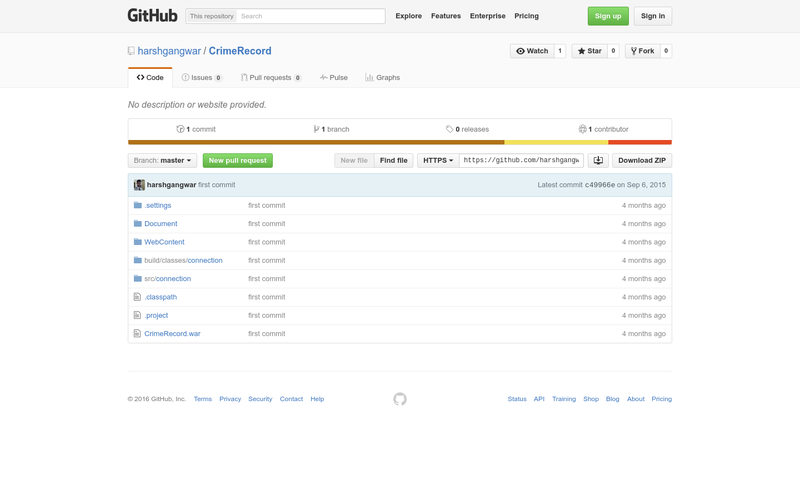 GitHub This repository Search Explore Features Enterprise Pricing Sign up Sign in
harshgangwar / CrimeRecord Watch 1 Star 0 Fork 0
Code Issues 0 Pull requests 0 Pulse Graphs
No description or website provided.
1 commit 1 branch 0 releases 1 contributor
Branch: master New pull request New file Find file HTTPS https://github.com/harshgangw Download ZIP
harshgangwar first commit Latest commit c49966e on Sep 6, 2015
.settings first commit 4 months ago
Document first commit 4 months ago
WebContent first commit 4 months ago
build/classes/connection first commit 4 months ago
src/connection first commit 4 months ago
.classpath first commit 4 months ago
.project first commit 4 months ago
CrimeRecord.war first commit 4 months ago
© 2016 GitHub, Inc. Terms Privacy Security Contact Help Status API Training Shop Blog About Pricing